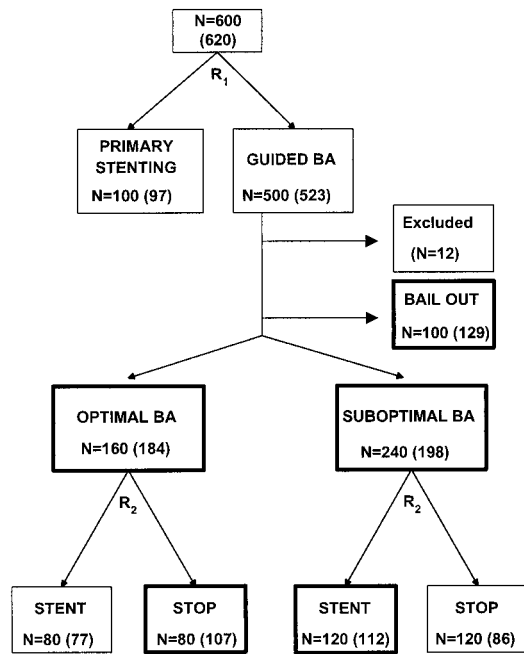 N=600
(620)
R1
PRIMARY
STENTING
N=100 (97)
GUIDED BA
N=500 (523)
Excluded
(N=12)
BAIL OUT
N=100 (129)
OPTIMAL BA
N=160 (184)
SUBOPTIMAL BA
N=240 (198)
R2
R2
STENT
N=80 (77)
STOP
N=80 (107)
STENT
N=120 (112)
STOP
N=120 (86)